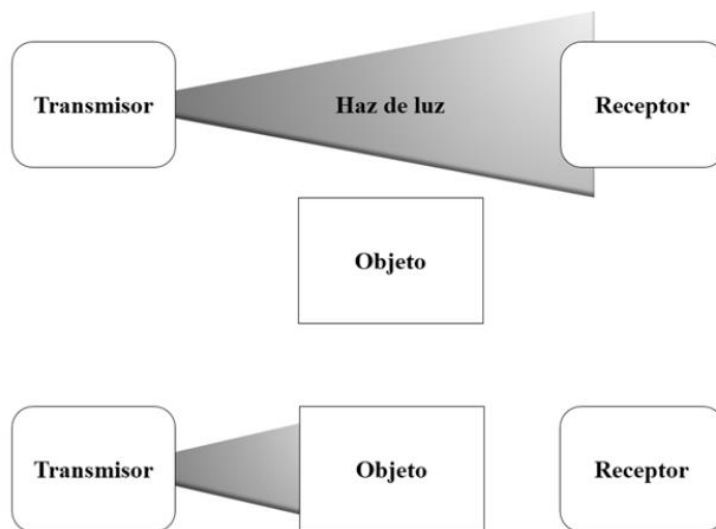 Transmisor
Haz de luz
Receptor
Objeto
Transmisor
Objeto
Receptor